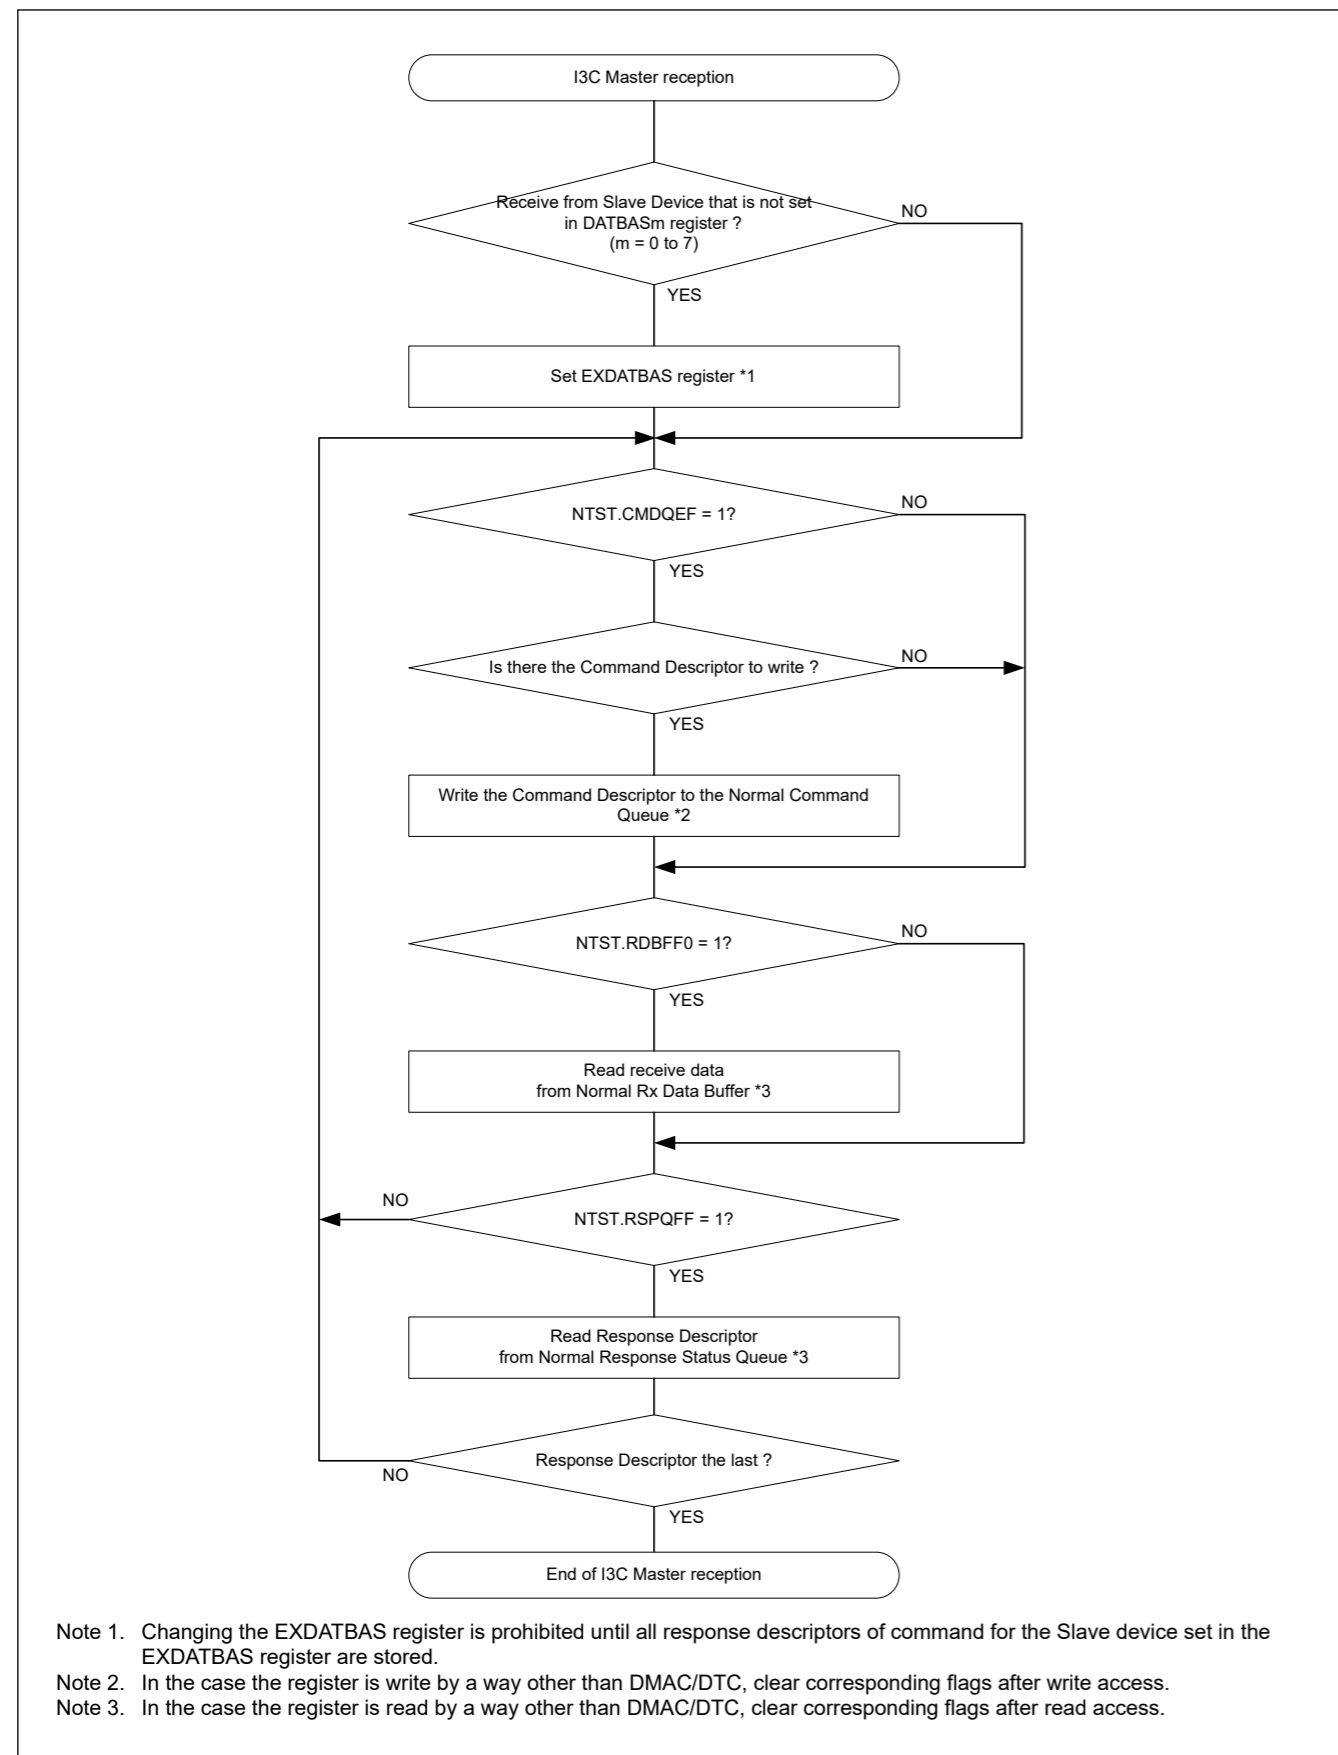 I3C Master reception
Receive from Slave Device that is not set
in DATBASm register ?
(m = 0 to 7)
NO
YES
Set EXDATBAS register *1
NTST.CMDQEF = 1?
NO
YES
Is there the Command Descriptor to write ?
NO
YES
Write the Command Descriptor to the Normal Command
Queue *2
NTST.RDBFF0 = 1?
NO
YES
Read receive data
from Normal Rx Data Buffer *3
NO
NTST.RSPQFF = 1?
YES
Read Response Descriptor
from Normal Response Status Queue *3
Response Descriptor the last ?
NO
YES
End of I3C Master reception
Note 1. Changing the EXDATBAS register is prohibited until all response descriptors of command for the Slave device set in the
EXDATBAS register are stored.
Note 2. In the case the register is write by a way other than DMAC/DTC, clear corresponding flags after write access.
Note 3. In the case the register is read by a way other than DMAC/DTC, clear corresponding flags after read access.